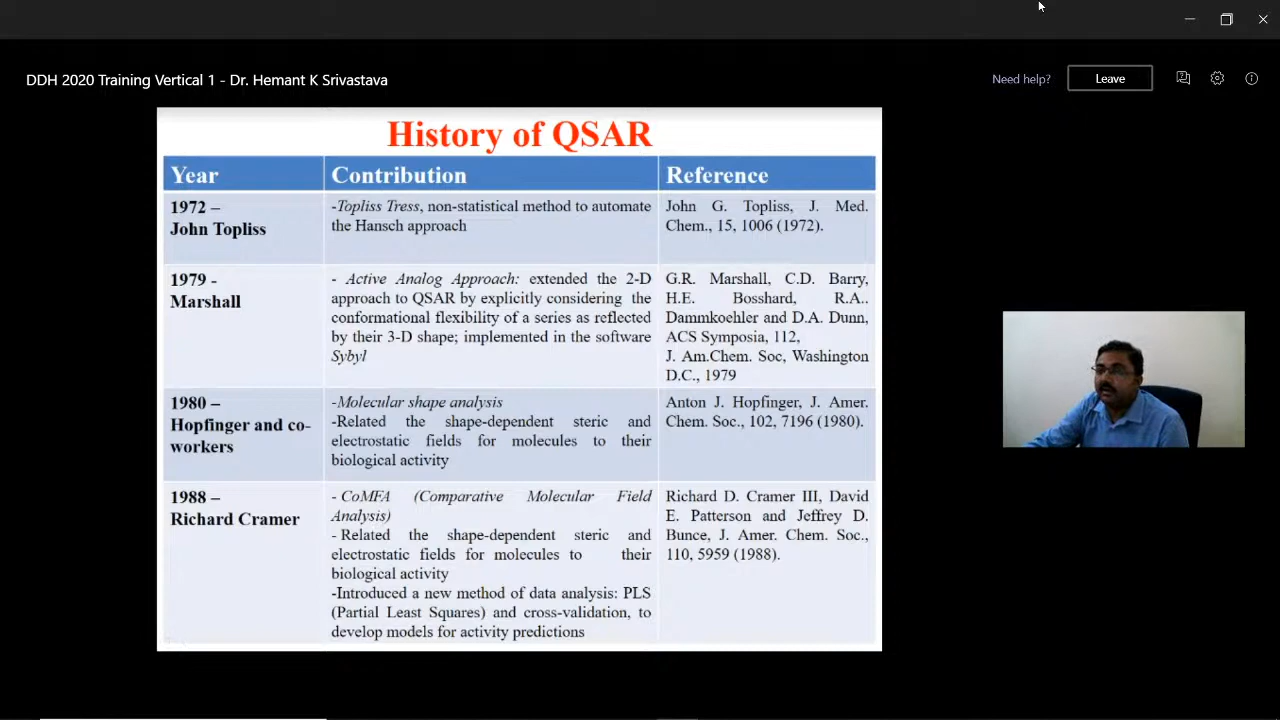 DDH 2020 Training Vertical 1 - Dr. Hemant K Srivastava
Need help?
Leave
History of QSAR
Year
Contribution
Reference
1972 –
John Topliss
-Topliss Tress, non-statistical method to automate
the Hansch approach
John G. Topliss, J. Med.
Chem., 15, 1006 (1972).
1979 -
Marshall
- Active Analog Approach: extended the 2-D
approach to QSAR by explicitly considering the
conformational flexibility of a series as reflected
by their 3-D shape; implemented in the software
Sybyl
G.R. Marshall, C.D. Barry,
H.E. Bosshard, R.A..
Dammkoehler and D.A. Dunn,
ACS Symposia, 112,
J. Am.Chem. Soc, Washington
D.C., 1979
1980 –
Hopfinger and co-
workers
-Molecular shape analysis
-Related the shape-dependent steric and
electrostatic fields for molecules to their
biological activity
Anton J. Hopfinger, J. Amer.
Chem. Soc., 102, 7196 (1980).
1988 –
Richard Cramer
- CoMFA (Comparative Molecular Field
Analysis)
- Related the shape-dependent steric and
electrostatic fields for molecules to their
biological activity
-Introduced a new method of data analysis: PLS
(Partial Least Squares) and cross-validation, to
develop models for activity predictions
Richard D. Cramer III, David
E. Patterson and Jeffrey D.
Bunce, J. Amer. Chem. Soc.,
110, 5959 (1988).